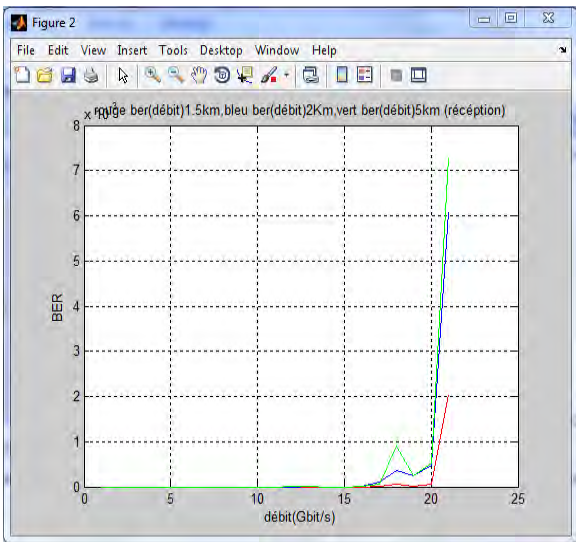 Figure 2
File Edit View Insert Tools Desktop Window Help
rouge ber(débit)1.5km,bleu ber(débit)2Km,vert ber(débit)5km (récéption)
x 10
8
7
6
5
4
3
2
1
0
BER
0 5 10 15 20 25
débit(Gbit/s)